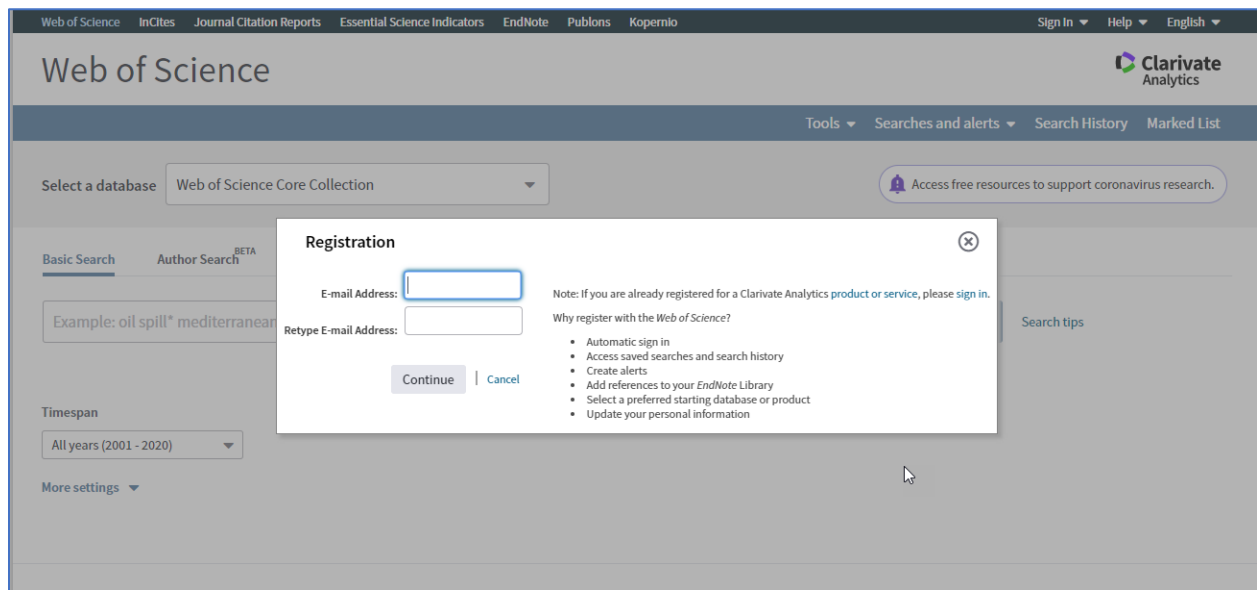 Web of Science InCites Journal Citation Reports Essential Science Indicators EndNote Publons Kopernio Sign In Help English
Web of Science
Clarivate
Analytics
Tools Searches and alerts Search History Marked List
Select a database Web of Science Core Collection
Access free resources to support coronavirus research.
Basic Search Author Search BETA
Example: oil spill* mediterranean
Search tips
Registration
E-mail Address:
Retype E-mail Address:
Continue | Cancel
Note: If you are already registered for a Clarivate Analytics product or service, please sign in.
Why register with the Web of Science?
• Automatic sign in
• Access saved searches and search history
• Create alerts
• Add references to your EndNote Library
• Select a preferred starting database or product
• Update your personal information
Timespan
All years (2001 - 2020)
More settings